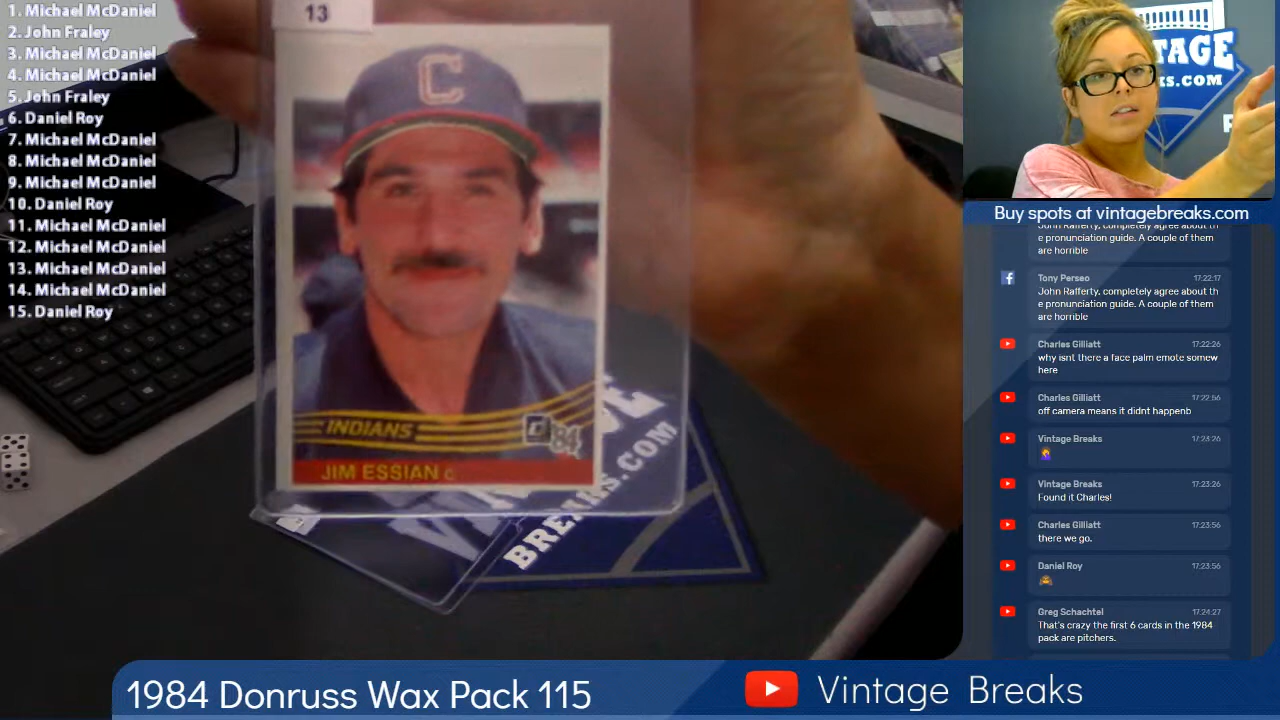 1. Michael McDaniel
2. John Fraley
3. Michael McDaniel
4. Michael McDaniel
5. John Fraley
6. Daniel Roy
7. Michael McDaniel
8. Michael McDaniel
9. Michael McDaniel
10. Daniel Roy
11. Michael McDaniel
12. Michael McDaniel
13. Michael McDaniel
14. Michael McDaniel
15. Daniel Roy
13
C
INDIANS
84
JIM ESSIAN c
BREAKS.COM
TAGE
KS.COM
Buy spots at vintagebreaks.com
John Rafferty, completely agree about th
e pronunciation guide. A couple of them
are horrible
Tony Perseo 17:22:17
John Rafferty, completely agree about th
e pronunciation guide. A couple of them
are horrible
Charles Gilliatt 17:22:26
why isnt there a face palm emote somew
here
Charles Gilliatt 17:22:56
off camera means it didnt happenb
Vintage Breaks 17:23:26
Vintage Breaks 17:23:26
Found it Charles!
Charles Gilliatt 17:23:56
there we go.
Daniel Roy 17:23:56
Greg Schachtel 17:24:27
That's crazy the first 6 cards in the 1984
pack are pitchers.
1984 Donruss Wax Pack 115
Vintage Breaks